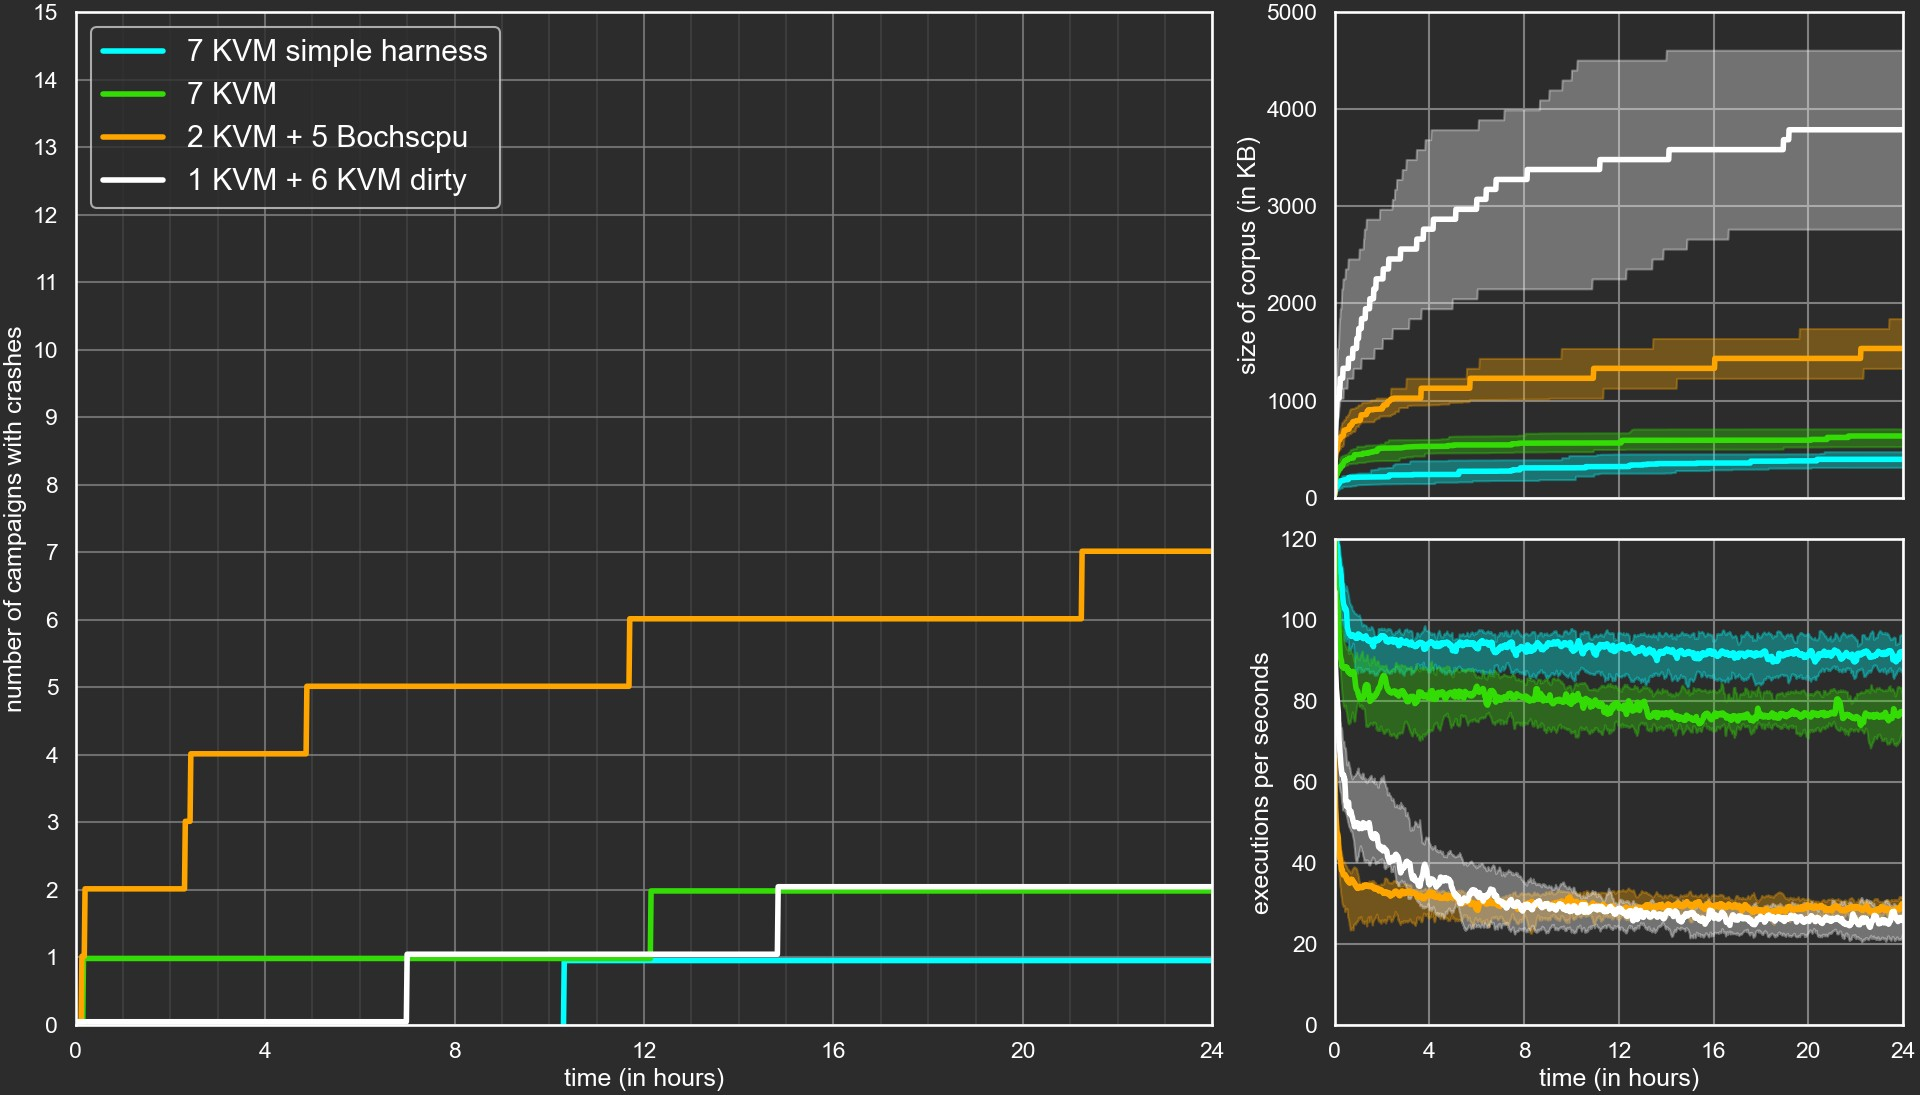 15
14
13
12
11
10
9
8
7
6
5
4
3
2
1
0
number of campaigns with crashes
7 KVM simple harness
7 KVM
2 KVM + 5 Bochscpu
1 KVM + 6 KVM dirty
0 4 8 12 16 20 24
time (in hours)
5000
4000
3000
2000
1000
0
size of corpus (in KB)
120
100
80
60
40
20
0
executions per seconds
0 4 8 12 16 20 24
time (in hours)